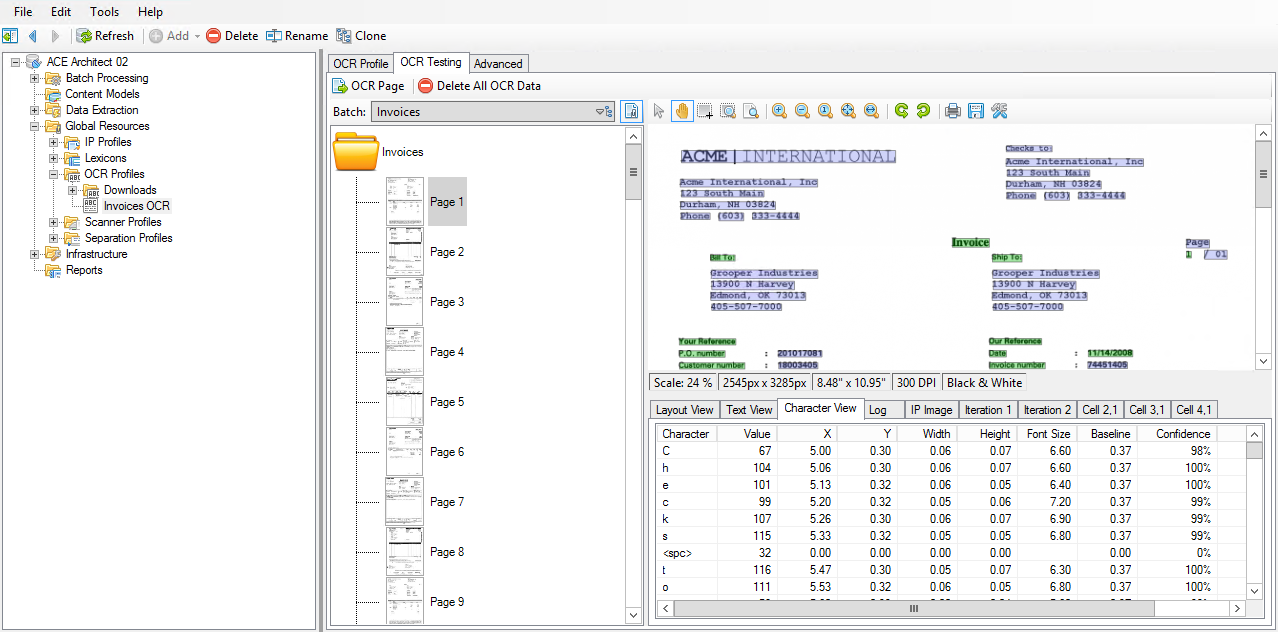 File Edit Tools Help
Refresh Add Delete Rename Clone
ACE Architect 02
Batch Processing
Content Models
Data Extraction
Global Resources
IP Profiles
Lexicons
OCR Profiles
Downloads
Invoices OCR
Scanner Profiles
Separation Profiles
Infrastructure
Reports
OCR Profile OCR Testing Advanced
OCR Page Delete All OCR Data
Batch: Invoices
Invoices
Page 1
Page 2
Page 3
Page 4
Page 5
Page 6
Page 7
Page 8
Page 9
ACME | INTERNATIONAL
Acme International, Inc
123 South Main
Durham, NH 03824
Phone (603) 333-4444
Checks to:
Acme International, Inc
123 South Main
Durham, NH 03824
Phone (603) 333-4444
Invoice
Page
1 / 01
Bill To:
Grooper Industries
13900 N Harvey
Edmond, OK 73013
405-507-7000
Ship To:
Grooper Industries
13900 N Harvey
Edmond, OK 73013
405-507-7000
Your Reference
P.O. number : 201017081
Customer number : 18003405
Our Reference
Date : 11/14/2008
Invoice number : 74451405
Scale: 24 % 2545px x 3285px 8.48" x 10.95" 300 DPI Black & White
Layout View Text View Character View Log IP Image Iteration 1 Iteration 2 Cell 2,1 Cell 3,1 Cell 4,1
Character Value X Y Width Height Font Size Baseline Confidence
C 67 5.00 0.30 0.06 0.07 6.60 0.37 98%
h 104 5.06 0.30 0.06 0.07 6.60 0.37 100%
e 101 5.13 0.32 0.06 0.05 6.40 0.37 100%
c 99 5.20 0.32 0.05 0.06 7.20 0.37 99%
k 107 5.26 0.30 0.06 0.07 6.90 0.37 99%
s 115 5.33 0.32 0.05 0.05 6.80 0.37 99%
<spc> 32 0.00 0.00 0.00 0.00 0.00 0%
t 116 5.47 0.30 0.05 0.07 6.30 0.37 100%
o 111 5.53 0.32 0.06 0.05 6.80 0.37 100%